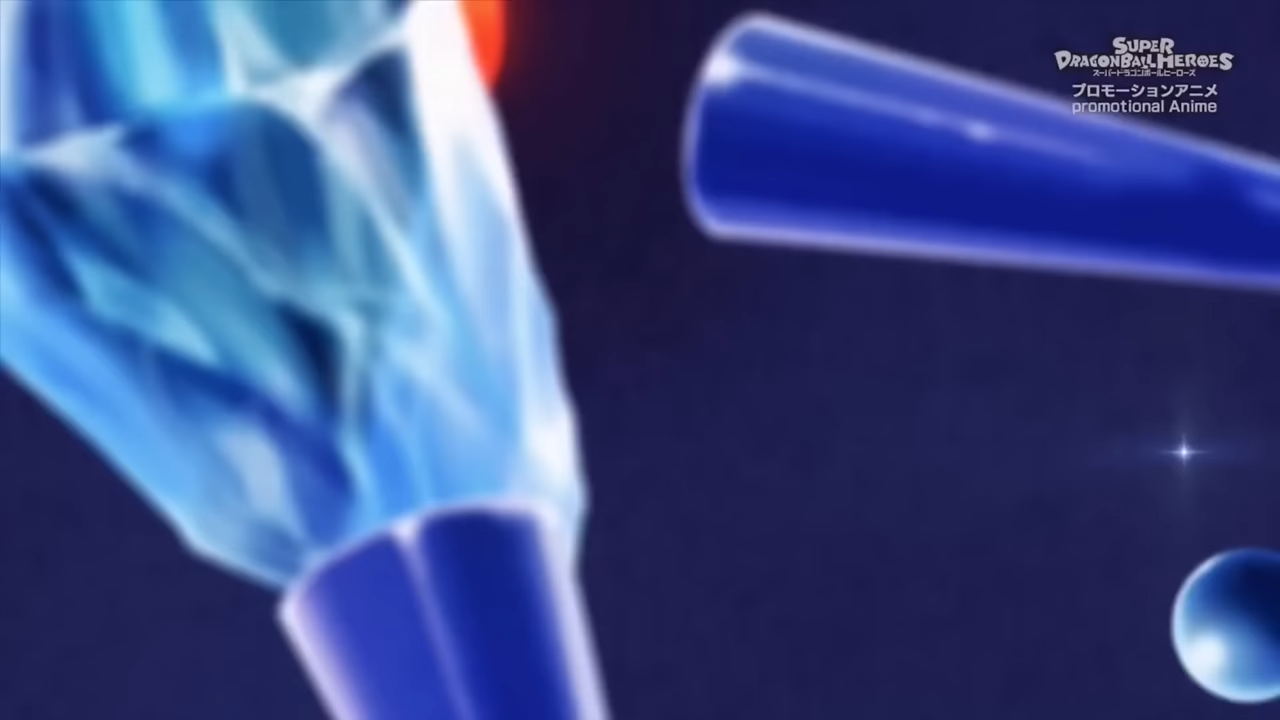 SUPER
DRAGONBALL HEROES
スーパードラゴンボールヒーローズ
プロモーションアニメ
promotional Anime